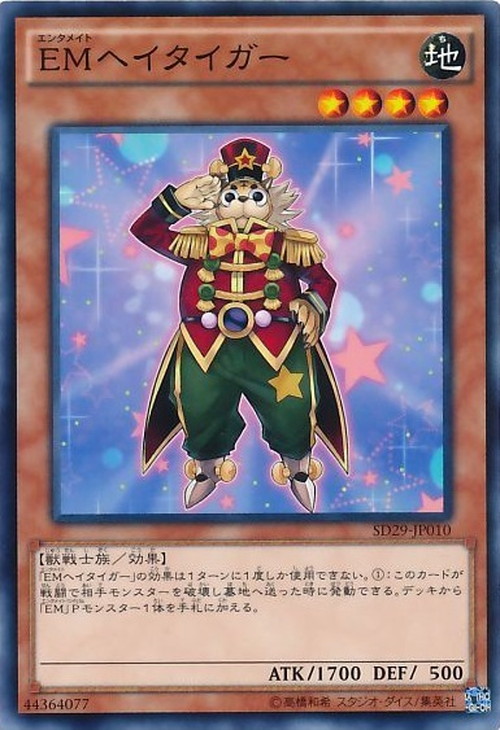 エンタメイト
EMヘイタイガー
ち
地
SD29-JP010
【獣戦士族／効果】
「EMヘイタイガー」の効果は1ターンに1度しか使用できない。①：このカードが
戦闘で相手モンスターを破壊し墓地へ送った時に発動できる。デッキから
「EM」Pモンスター1体を手札に加える。
ATK/1700 DEF/ 500
44364077 ©高橋和希 スタジオ・ダイス/集英社